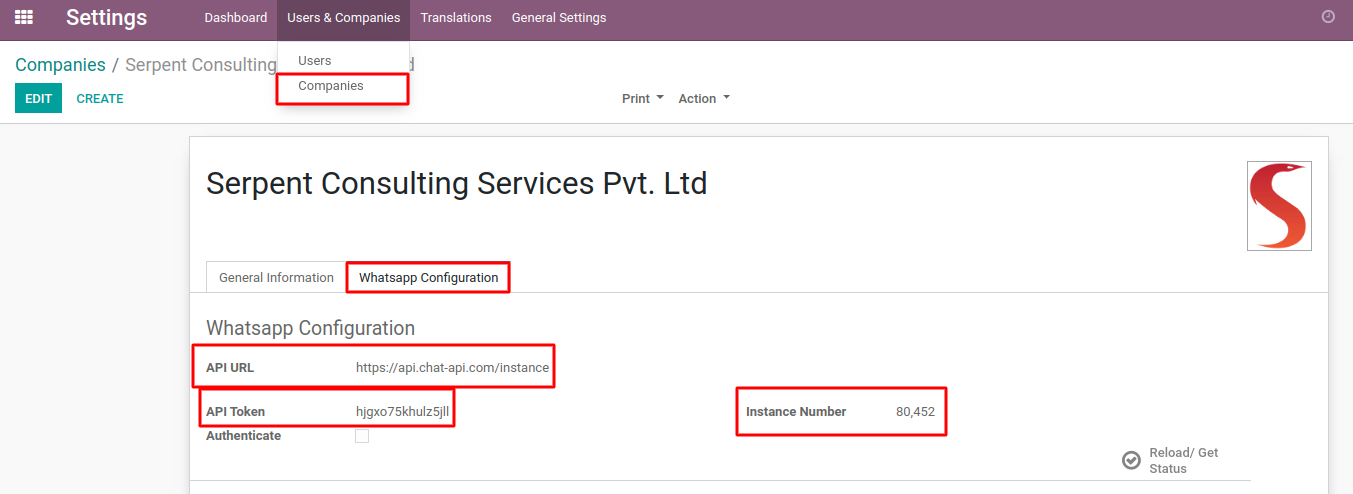 Settings Dashboard Users & Companies Translations General Settings
Users
Companies / Serpent Consulting d
Companies
EDIT CREATE Print Action
Serpent Consulting Services Pvt. Ltd
General Information Whatsapp Configuration
Whatsapp Configuration
API URL https://api.chat-api.com/instance
API Token hjgxo75khulz5jll Instance Number 80,452
Authenticate
Reload/ Get
Status